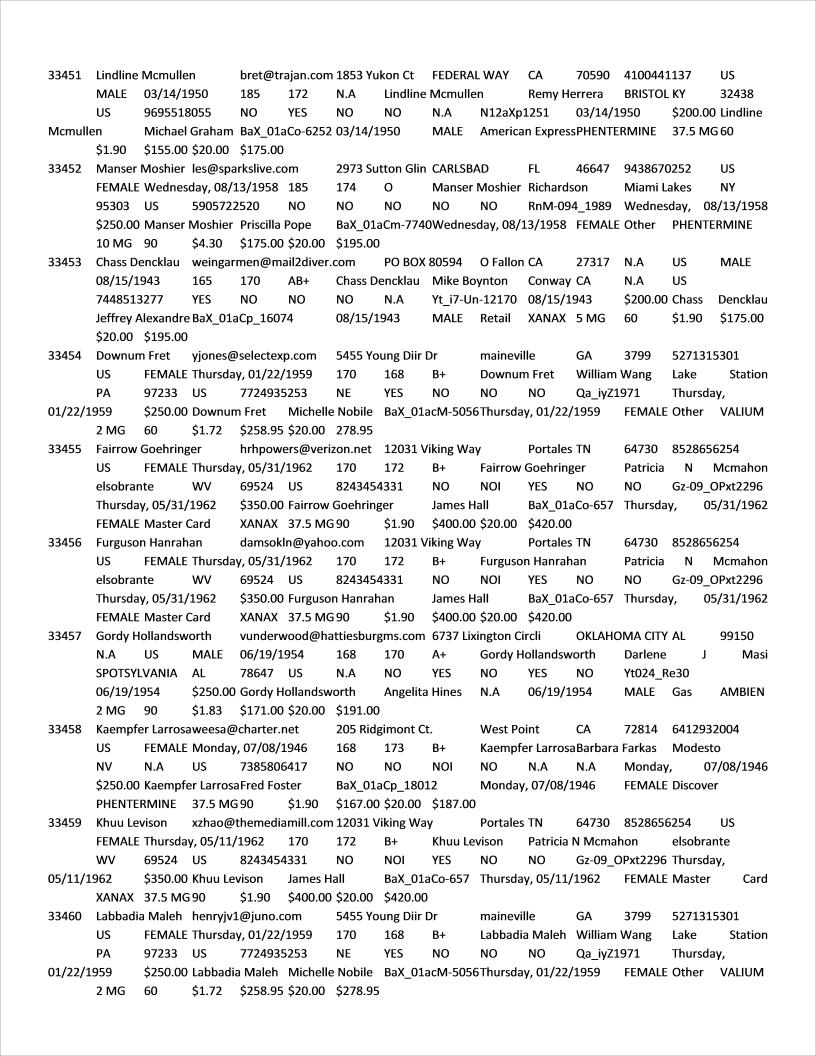 33451 Lindline Mcmullen bret@trajan.com 1853 Yukon Ct FEDERAL WAY CA 70590 4100441137 US
MALE 03/14/1950 185 172 N.A Lindline Mcmullen Remy Herrera BRISTOL KY 32438
US 9695518055 NO YES NO NO N.A N12aXp1251 03/14/1950 $200.00 Lindline
Mcmullen Michael Graham BaX_01aCo-6252 03/14/1950 MALE American ExpressPHENTERMINE 37.5 MG 60
$1.90 $155.00 $20.00 $175.00
33452 Manser Moshier les@sparkslive.com 2973 Sutton Glin CARLSBAD FL 46647 9438670252 US
FEMALE Wednesday, 08/13/1958 185 174 O Manser Moshier Richardson Miami Lakes NY
95303 US 5905722520 NO NO NO NO NO RnM-094_1989 Wednesday, 08/13/1958
$250.00 Manser Moshier Priscilla Pope BaX_01aCm-7740Wednesday, 08/13/1958 FEMALE Other PHENTERMINE
10 MG 90 $4.30 $175.00 $20.00 $195.00
33453 Chass Dencklau weingarmen@mail2diver.com PO BOX 80594 O Fallon CA 27317 N.A US MALE
08/15/1943 165 170 AB+ Chass Dencklau Mike Boynton Conway CA N.A US
7448513277 YES NO NO NO N.A Yt_i7-Un-12170 08/15/1943 $200.00 Chass Dencklau
Jeffrey Alexandre BaX_01aCp_16074 08/15/1943 MALE Retail XANAX 5 MG 60 $1.90 $175.00
$20.00 $195.00
33454 Downum Fret yjones@selectexp.com 5455 Young Diir Dr maineville GA 3799 5271315301
US FEMALE Thursday, 01/22/1959 170 168 B+ Downum Fret William Wang Lake Station
PA 97233 US 7724935253 NE YES NO NO NO Qa_iyZ1971 Thursday,
01/22/1959 $250.00 Downum Fret Michelle Nobile BaX_01acM-5056Thursday, 01/22/1959 FEMALE Other VALIUM
2 MG 60 $1.72 $258.95 $20.00 278.95
33455 Fairrow Goehringer hrhpowers@verizon.net 12031 Viking Way Portales TN 64730 8528656254
US FEMALE Thursday, 05/31/1962 170 172 B+ Fairrow Goehringer Patricia N Mcmahon
elsobrante WV 69524 US 8243454331 NO NOI YES NO NO Gz-09_OPxt2296
Thursday, 05/31/1962 $350.00 Fairrow Goehringer James Hall BaX_01aCo-657 Thursday, 05/31/1962
FEMALE Master Card XANAX 37.5 MG 90 $1.90 $400.00 $20.00 $420.00
33456 Furguson Hanrahan damsokln@yahoo.com 12031 Viking Way Portales TN 64730 8528656254
US FEMALE Thursday, 05/31/1962 170 172 B+ Furguson Hanrahan Patricia N Mcmahon
elsobrante WV 69524 US 8243454331 NO NOI YES NO NO Gz-09_OPxt2296
Thursday, 05/31/1962 $350.00 Furguson Hanrahan James Hall BaX_01aCo-657 Thursday, 05/31/1962
FEMALE Master Card XANAX 37.5 MG 90 $1.90 $400.00 $20.00 $420.00
33457 Gordy Hollandsworth vunderwood@hattiesburgms.com 6737 Lixington Circli OKLAHOMA CITY AL 99150
N.A US MALE 06/19/1954 168 170 A+ Gordy Hollandsworth Darlene J Masi
SPOTSYLVANIA AL 78647 US N.A NO YES NO YES NO Yt024_Re30
06/19/1954 $250.00 Gordy Hollandsworth Angelita Hines N.A 06/19/1954 MALE Gas AMBIEN
2 MG 90 $1.83 $171.00 $20.00 $191.00
33458 Kaempfer Larrosaweesa@charter.net 205 Ridgimont Ct. West Point CA 72814 6412932004
US FEMALE Monday, 07/08/1946 168 173 B+ Kaempfer LarrosaBarbara Farkas Modesto
NV N.A US 7385806417 NO NO NOI NO N.A N.A Monday, 07/08/1946
$250.00 Kaempfer LarrosaFred Foster BaX_01aCp_18012 Monday, 07/08/1946 FEMALE Discover
PHENTERMINE 37.5 MG 90 $1.90 $167.00 $20.00 $187.00
33459 Khuu Levison xzhao@themediamill.com 12031 Viking Way Portales TN 64730 8528656254 US
FEMALE Thursday, 05/11/1962 170 172 B+ Khuu Levison Patricia N Mcmahon elsobrante
WV 69524 US 8243454331 NO NOI YES NO NO Gz-09_OPxt2296 Thursday,
05/11/1962 $350.00 Khuu Levison James Hall BaX_01aCo-657 Thursday, 05/11/1962 FEMALE Master Card
XANAX 37.5 MG 90 $1.90 $400.00 $20.00 $420.00
33460 Labbadia Maleh henryjv1@juno.com 5455 Young Diir Dr maineville GA 3799 5271315301
US FEMALE Thursday, 01/22/1959 170 168 B+ Labbadia Maleh William Wang Lake Station
PA 97233 US 7724935253 NE YES NO NO NO Qa_iyZ1971 Thursday,
01/22/1959 $250.00 Labbadia Maleh Michelle Nobile BaX_01acM-5056Thursday, 01/22/1959 FEMALE Other VALIUM
2 MG 60 $1.72 $258.95 $20.00 $278.95